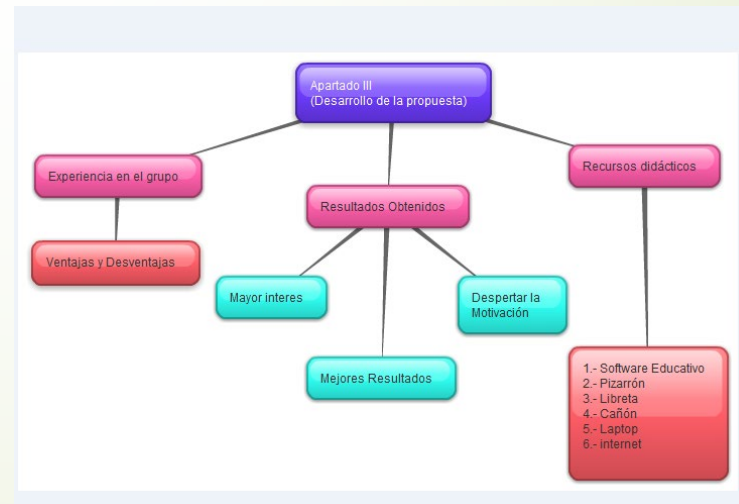 Apartado III
(Desarrollo de la propuesta)
Experiencia en el grupo
Resultados Obtenidos
Recursos didácticos
Ventajas y Desventajas
Mayor interes
Mejores Resultados
Despertar la
Motivación
1.- Software Educativo
2.- Pizarrón
3.- Libreta
4.- Cañón
5.- Laptop
6.- internet